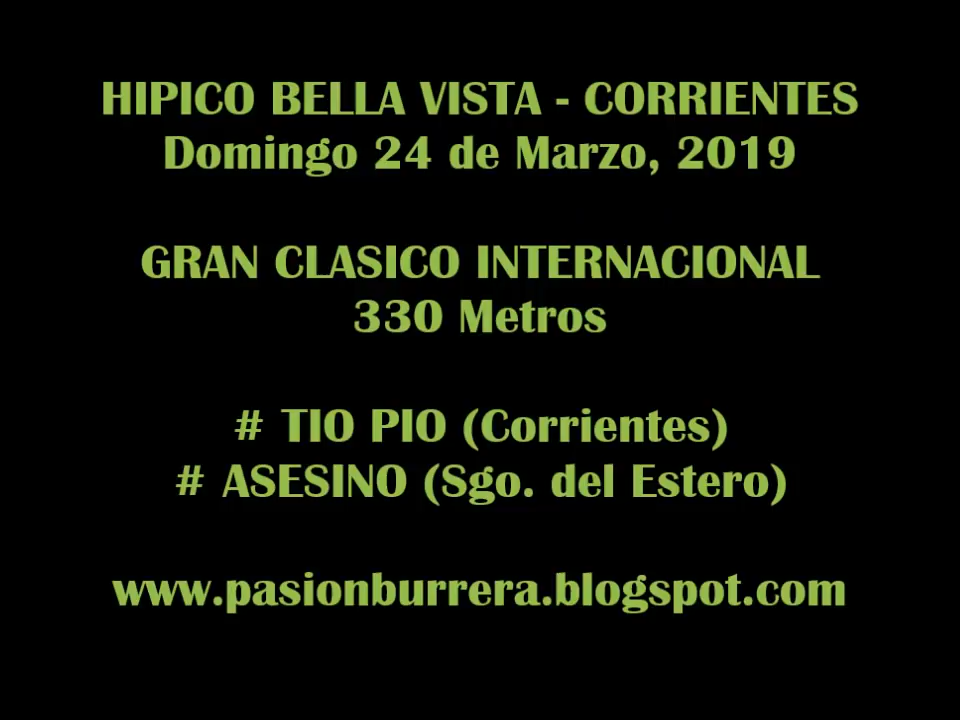 HIPICO BELLA VISTA - CORRIENTES
Domingo 24 de Marzo, 2019
GRAN CLASICO INTERNACIONAL
330 Metros
# TIO PIO (Corrientes)
# ASESINO (Sgo. del Estero)
www.pasionburrera.blogspot.com